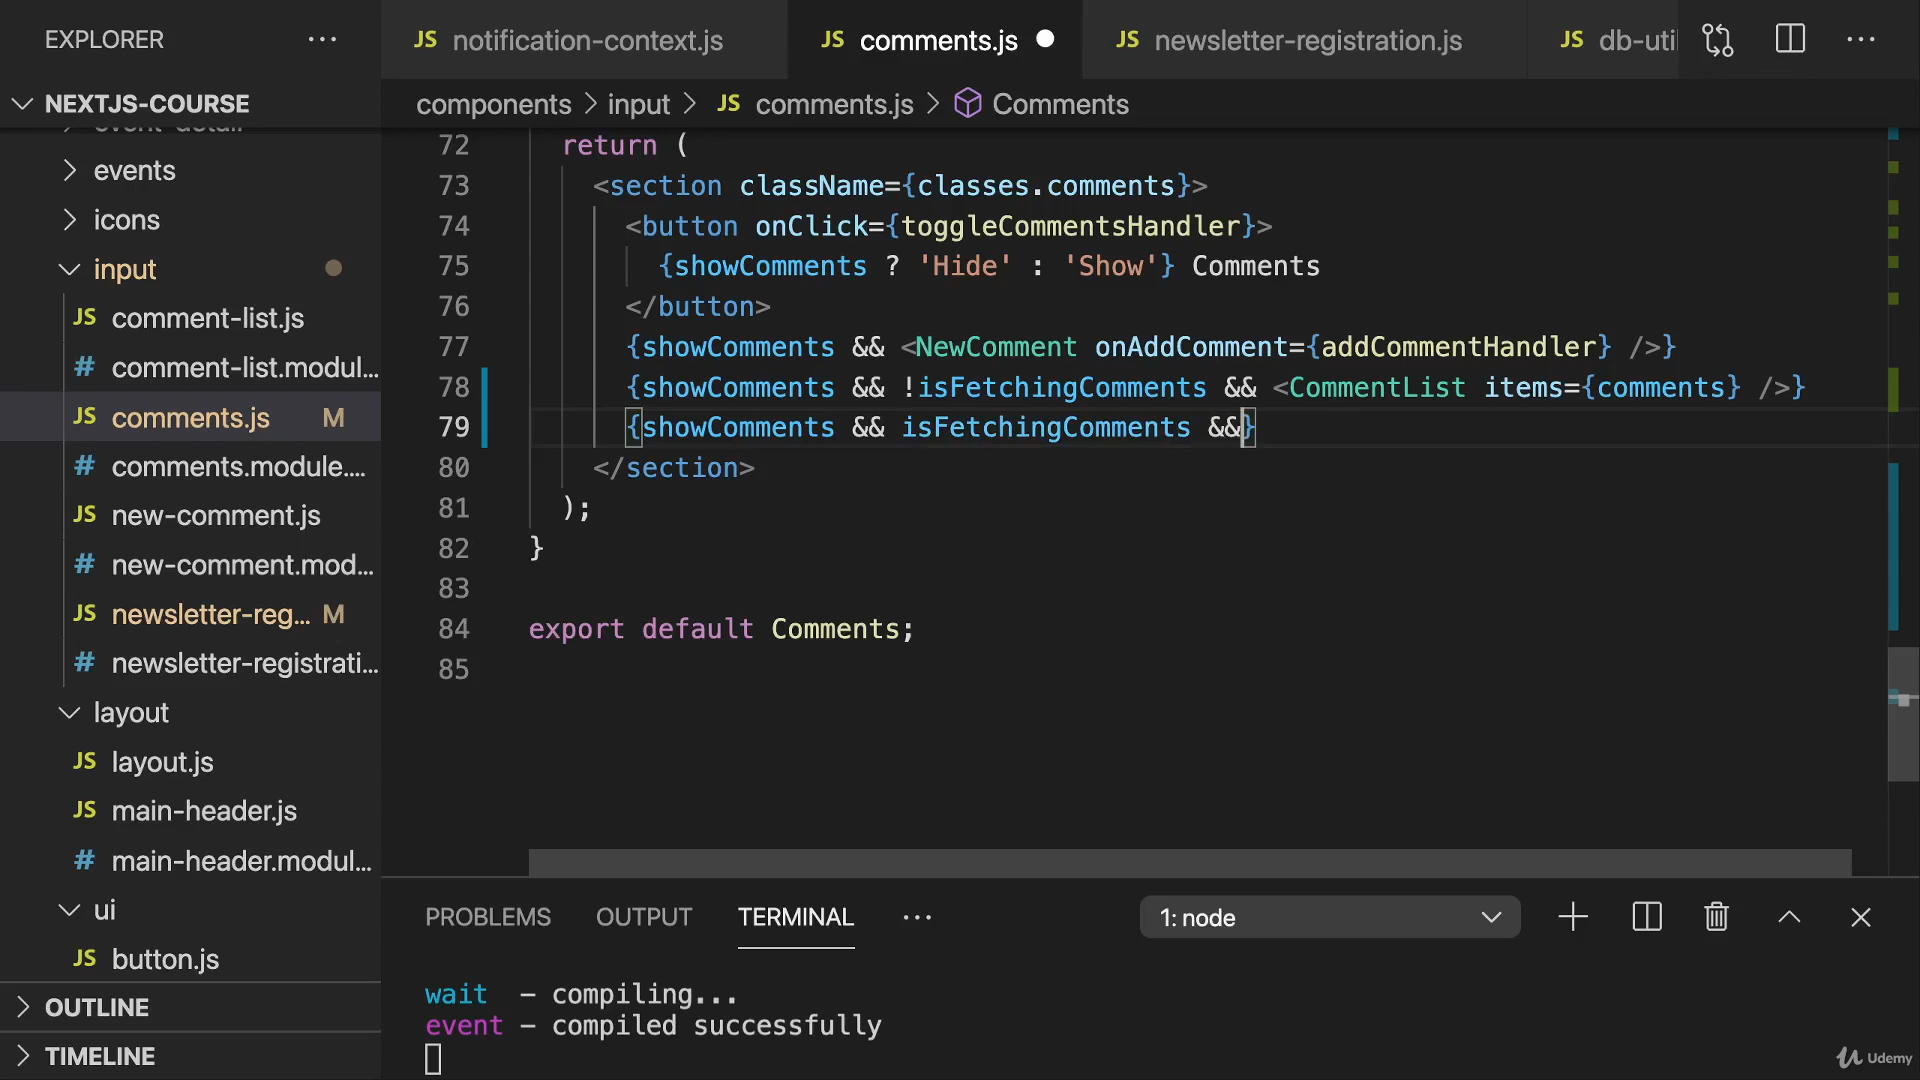 EXPLORER
NEXTJS-COURSE
events
icons
input
JS comment-list.js
# comment-list.modul...
JS comments.js M
# comments.module....
JS new-comment.js
# new-comment.mod...
JS newsletter-reg... M
# newsletter-registrati...
layout
JS layout.js
JS main-header.js
# main-header.modul...
ui
JS button.js
OUTLINE
TIMELINE
JS notification-context.js
JS comments.js
JS newsletter-registration.js
JS db-util
components > input > JS comments.js > Comments
72 return (
73 <section className={classes.comments}>
74 <button onClick={toggleCommentsHandler}>
75 {showComments ? 'Hide' : 'Show'} Comments
76 </button>
77 {showComments && <NewComment onAddComment={addCommentHandler} />}
78 {showComments && !isFetchingComments && <CommentList items={comments} />}
79 {showComments && isFetchingComments &&}
80 </section>
81 );
82 }
83
84 export default Comments;
85
PROBLEMS OUTPUT TERMINAL ...
1: node
wait - compiling...
event - compiled successfully
Udemy